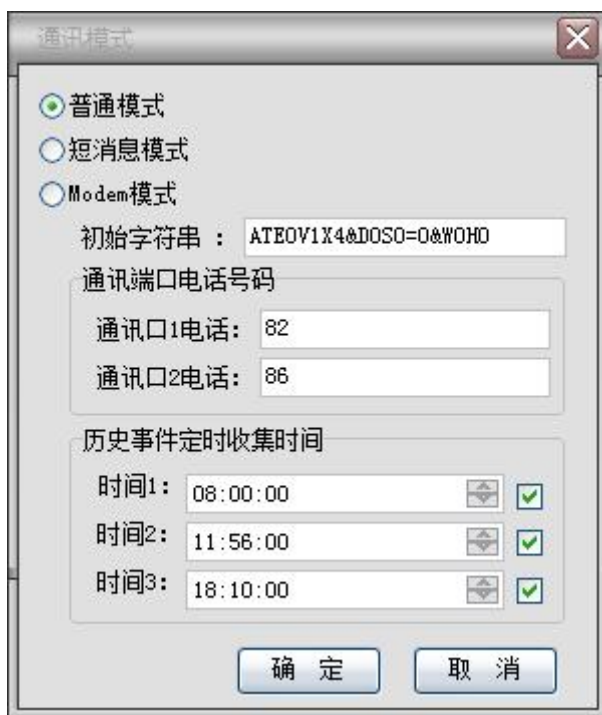 通讯模式
普通模式
短消息模式
Modem模式
初始字符串 : ATE0V1X4&D0S0=0&W0H0
通讯端口电话号码
通讯口1电话: 82
通讯口2电话: 86
历史事件定时收集时间
时间1: 08:00:00
时间2: 11:56:00
时间3: 18:10:00
确 定 取 消